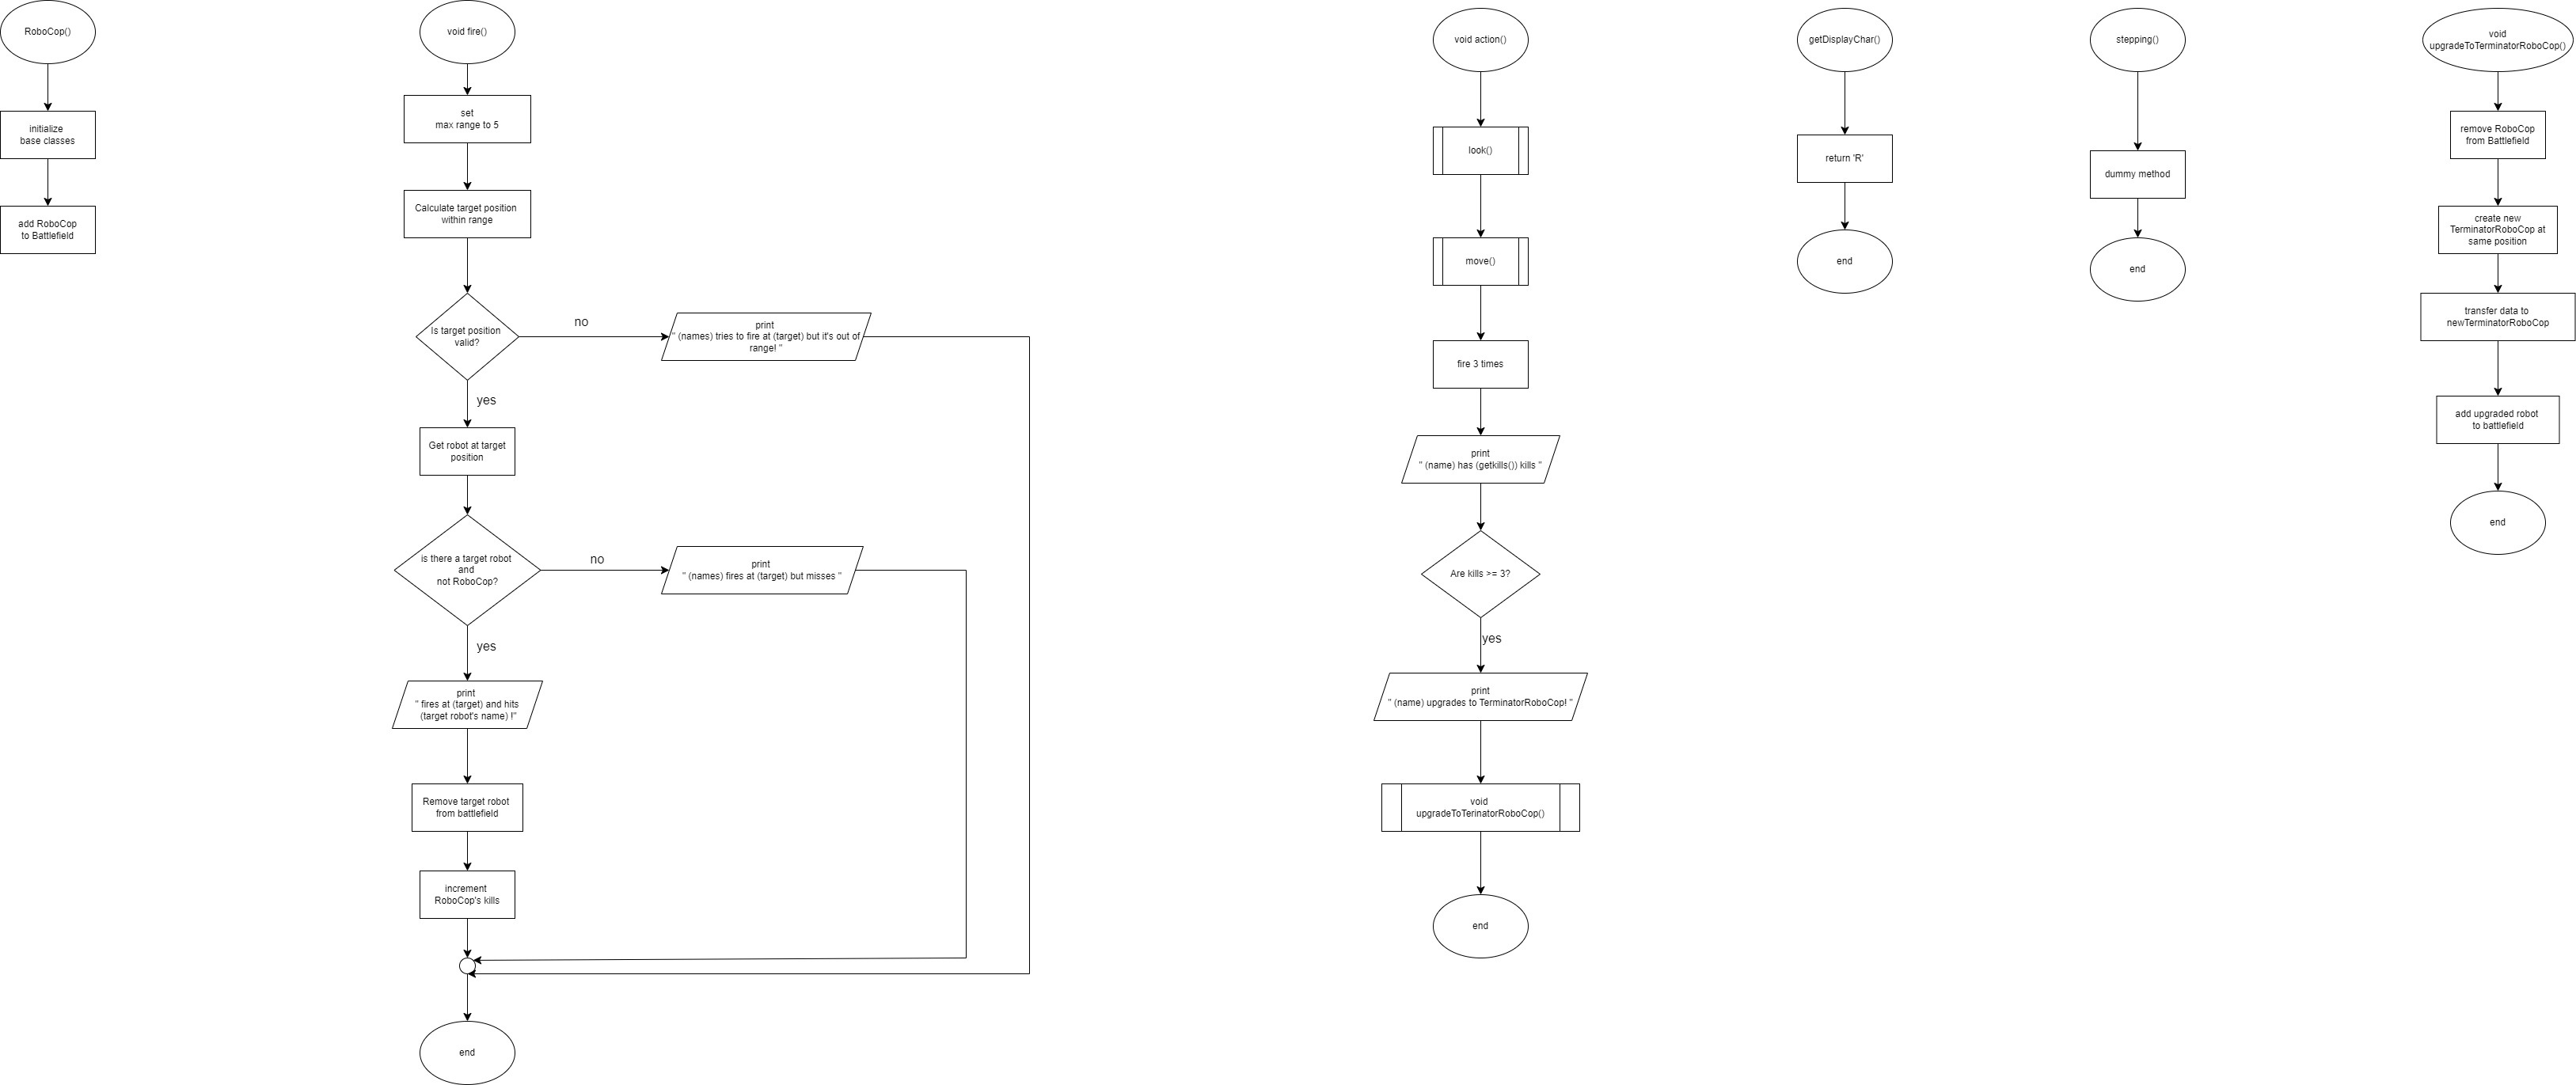 RoboCop()
initialize
base classes
add RoboCop
to Battlefield
void fire()
set
max range to 5
Calculate target position
within range
Is target position
valid?
no
print
" (names) tries to fire at (target) but it's out of
range! "
yes
Get robot at target
position
is there a target robot
and
not RoboCop?
no
print
" (names) fires at (target) but misses "
yes
print
" fires at (target) and hits
(target robot's name) !"
Remove target robot
from battlefield
increment
RoboCop's kills
end
void action()
look()
move()
fire 3 times
print
" (name) has (getkills()) kills "
Are kills >= 3?
yes
print
" (name) upgrades to TerminatorRoboCop! "
void
upgradeToTerinatorRoboCop()
end
getDisplayChar()
return 'R'
end
stepping()
dummy method
end
void
upgradeToTerminatorRoboCop()
remove RoboCop
from Battlefield
create new
TerminatorRoboCop at
same position
transfer data to
newTerminatorRoboCop
add upgraded robot
to battlefield
end